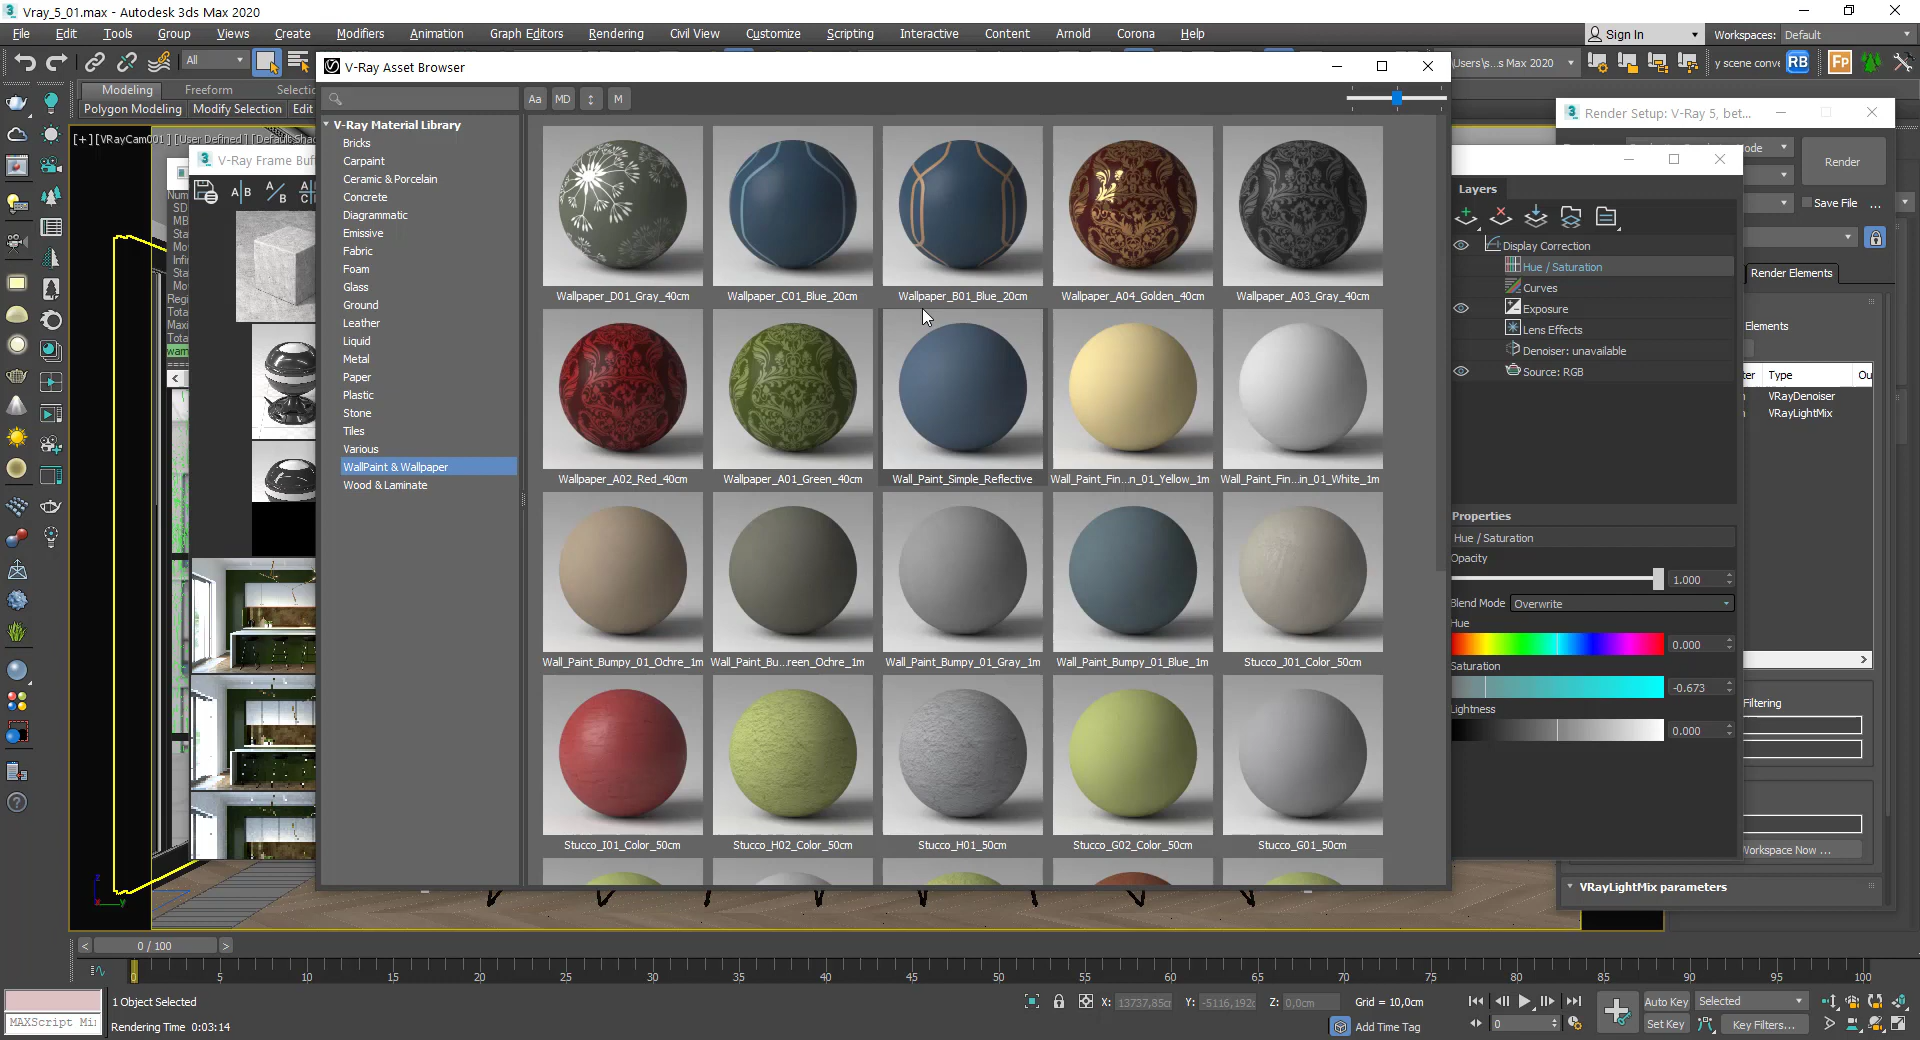 Vray_5_01.max - Autodesk 3ds Max 2020
File Edit Tools Group Views Create Modifiers Animation Graph Editors Rendering Civil View Customize Scripting Interactive Content Arnold Corona Help
Sign In Workspaces: Default
All
V-Ray Asset Browser
Users\s...s Max 2020
y scene conve
RB
Fp
Modeling Freeform Selectio
Polygon Modeling Modify Selection Edit
Aa MD M
Render Setup: V-Ray 5, bet...
[+][VRayCam001 ] [User Defined ] [Default Sha
V-Ray Frame Buf
Num
SD
MB
Sta
Mo
Infir
Sta
Mo
Regi
Tota
Maxi
Tota
warn
V-Ray Material Library
Bricks
Carpaint
Ceramic & Porcelain
Concrete
Diagrammatic
Emissive
Fabric
Foam
Glass
Ground
Leather
Liquid
Metal
Paper
Plastic
Stone
Tiles
Various
WallPaint & Wallpaper
Wood & Laminate
Wallpaper_D01_Gray_40cm Wallpaper_C01_Blue_20cm Wallpaper_B01_Blue_20cm Wallpaper_A04_Golden_40cm Wallpaper_A03_Gray_40cm
Wallpaper_A02_Red_40cm Wallpaper_A01_Green_40cm Wall_Paint_Simple_Reflective Wall_Paint_Fin...n_01_Yellow_1m Wall_Paint_Fin...in_01_White_1m
Wall_Paint_Bumpy_01_Ochre_1m Wall_Paint_Bu...reen_Ochre_1m Wall_Paint_Bumpy_01_Gray_1m Wall_Paint_Bumpy_01_Blue_1m Stucco_J01_Color_50cm
Stucco_I01_Color_50cm Stucco_H02_Color_50cm Stucco_H01_50cm Stucco_G02_Color_50cm Stucco_G01_50cm
Layers
Display Correction
Hue / Saturation
Curves
Exposure
Lens Effects
Denoiser: unavailable
Source: RGB
Properties
Hue / Saturation
Opacity
1.000
Blend Mode Overwrite
Hue
0.000
Saturation
-0.673
Lightness
0.000
ode
Render
Save File ...
Render Elements
Elements
ter Type Ou
VRayDenoiser
VRayLightMix
Filtering
Workspace Now ...
VRayLightMix parameters
< 0 / 100 >
0 5 10 15 20 25 30 35 40 45 50 55 60 65 70 75 80 85 90 95 100
1 Object Selected
X: 13737,85c Y: -5116,192c Z: 0,0cm Grid = 10,0cm
Auto Key Selected
MAXScript Mi
Rendering Time 0:03:14
Add Time Tag
0
Set Key Key Filters...